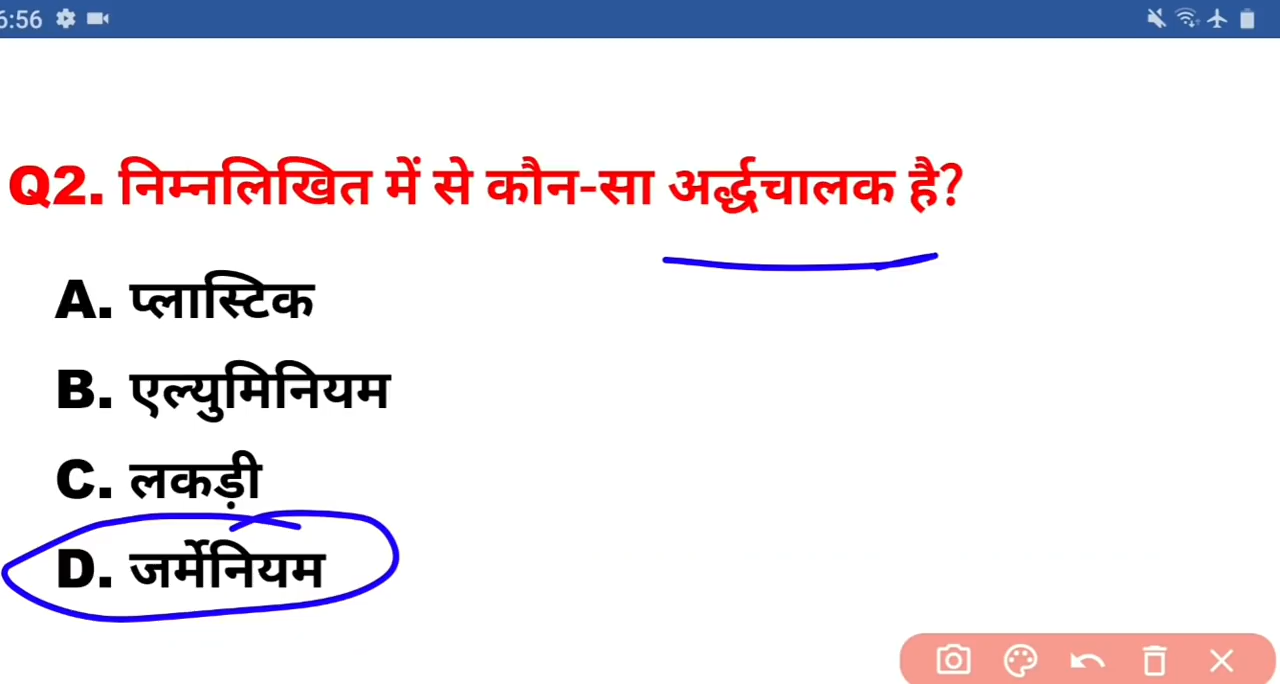 6:56
Q2. निम्नलिखित में से कौन-सा अर्द्धचालक है?
A. प्लास्टिक
B. एल्युमिनियम
C. लकड़ी
D. जर्मेनियम